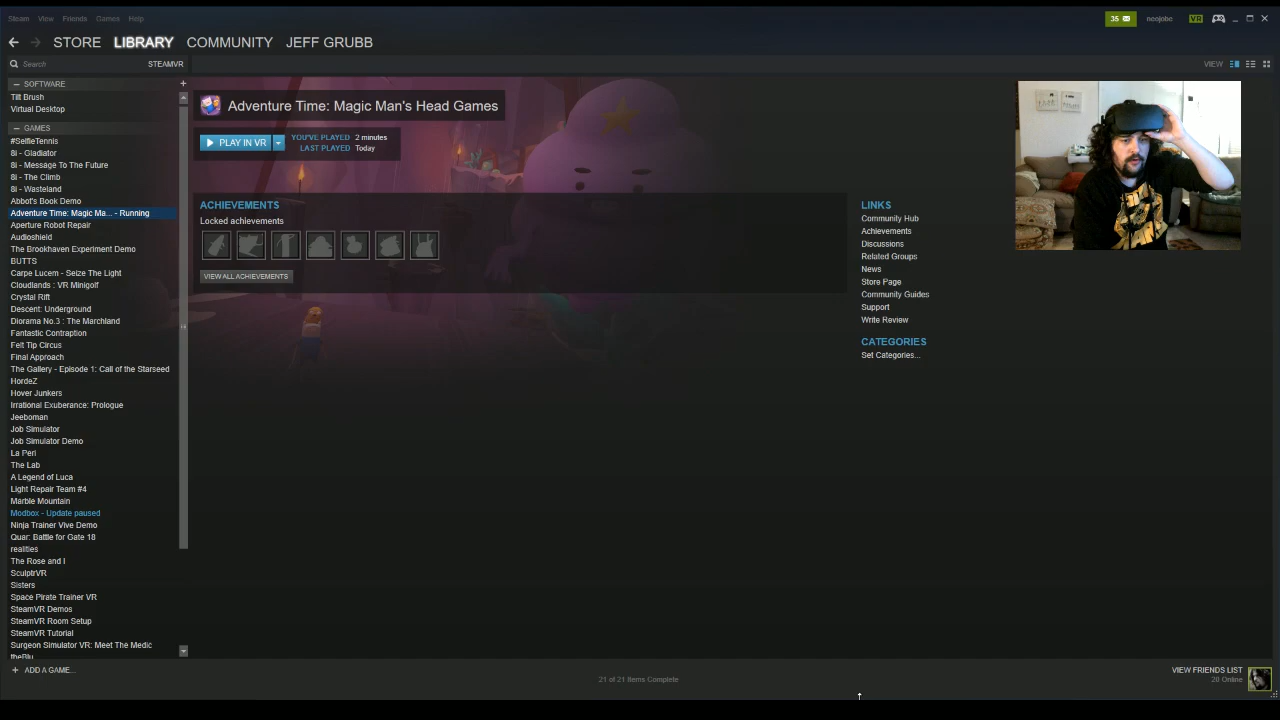 Steam View Friends Games Help
35
neojobe
VR
STORE LIBRARY COMMUNITY JEFF GRUBB
Search STEAMVR
VIEW
SOFTWARE
Tilt Brush
Virtual Desktop
GAMES
#SelfieTennis
8i - Gladiator
8i - Message To The Future
8i - The Climb
8i - Wasteland
Abbot's Book Demo
Adventure Time: Magic Ma... - Running
Aperture Robot Repair
Audioshield
The Brookhaven Experiment Demo
BUTTS
Carpe Lucem - Seize The Light
Cloudlands : VR Minigolf
Crystal Rift
Descent: Underground
Diorama No.3 : The Marchland
Fantastic Contraption
Felt Tip Circus
Final Approach
The Gallery - Episode 1: Call of the Starseed
HordeZ
Hover Junkers
Irrational Exuberance: Prologue
Jeeboman
Job Simulator
Job Simulator Demo
La Peri
The Lab
A Legend of Luca
Light Repair Team #4
Marble Mountain
Modbox - Update paused
Ninja Trainer Vive Demo
Quar: Battle for Gate 18
realities
The Rose and I
SculptrVR
Sisters
Space Pirate Trainer VR
SteamVR Demos
SteamVR Room Setup
SteamVR Tutorial
Surgeon Simulator VR: Meet The Medic
theBlu
ADD A GAME...
Adventure Time: Magic Man's Head Games
PLAY IN VR
YOU'VE PLAYED 2 minutes
LAST PLAYED Today
ACHIEVEMENTS
Locked achievements
VIEW ALL ACHIEVEMENTS
LINKS
Community Hub
Achievements
Discussions
Related Groups
News
Store Page
Community Guides
Support
Write Review
CATEGORIES
Set Categories...
21 of 21 Items Complete
VIEW FRIENDS LIST
28 Online